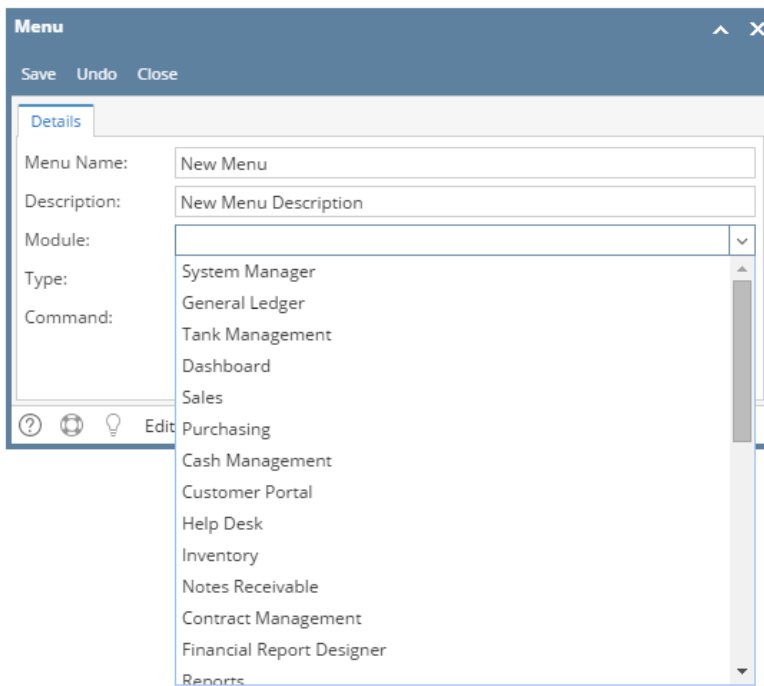 Menu
Save Undo Close
Details
Menu Name: New Menu
Description: New Menu Description
Module:
Type:
Command:
System Manager
General Ledger
Tank Management
Dashboard
Sales
Purchasing
Cash Management
Customer Portal
Help Desk
Inventory
Notes Receivable
Contract Management
Financial Report Designer
Reports
Edit